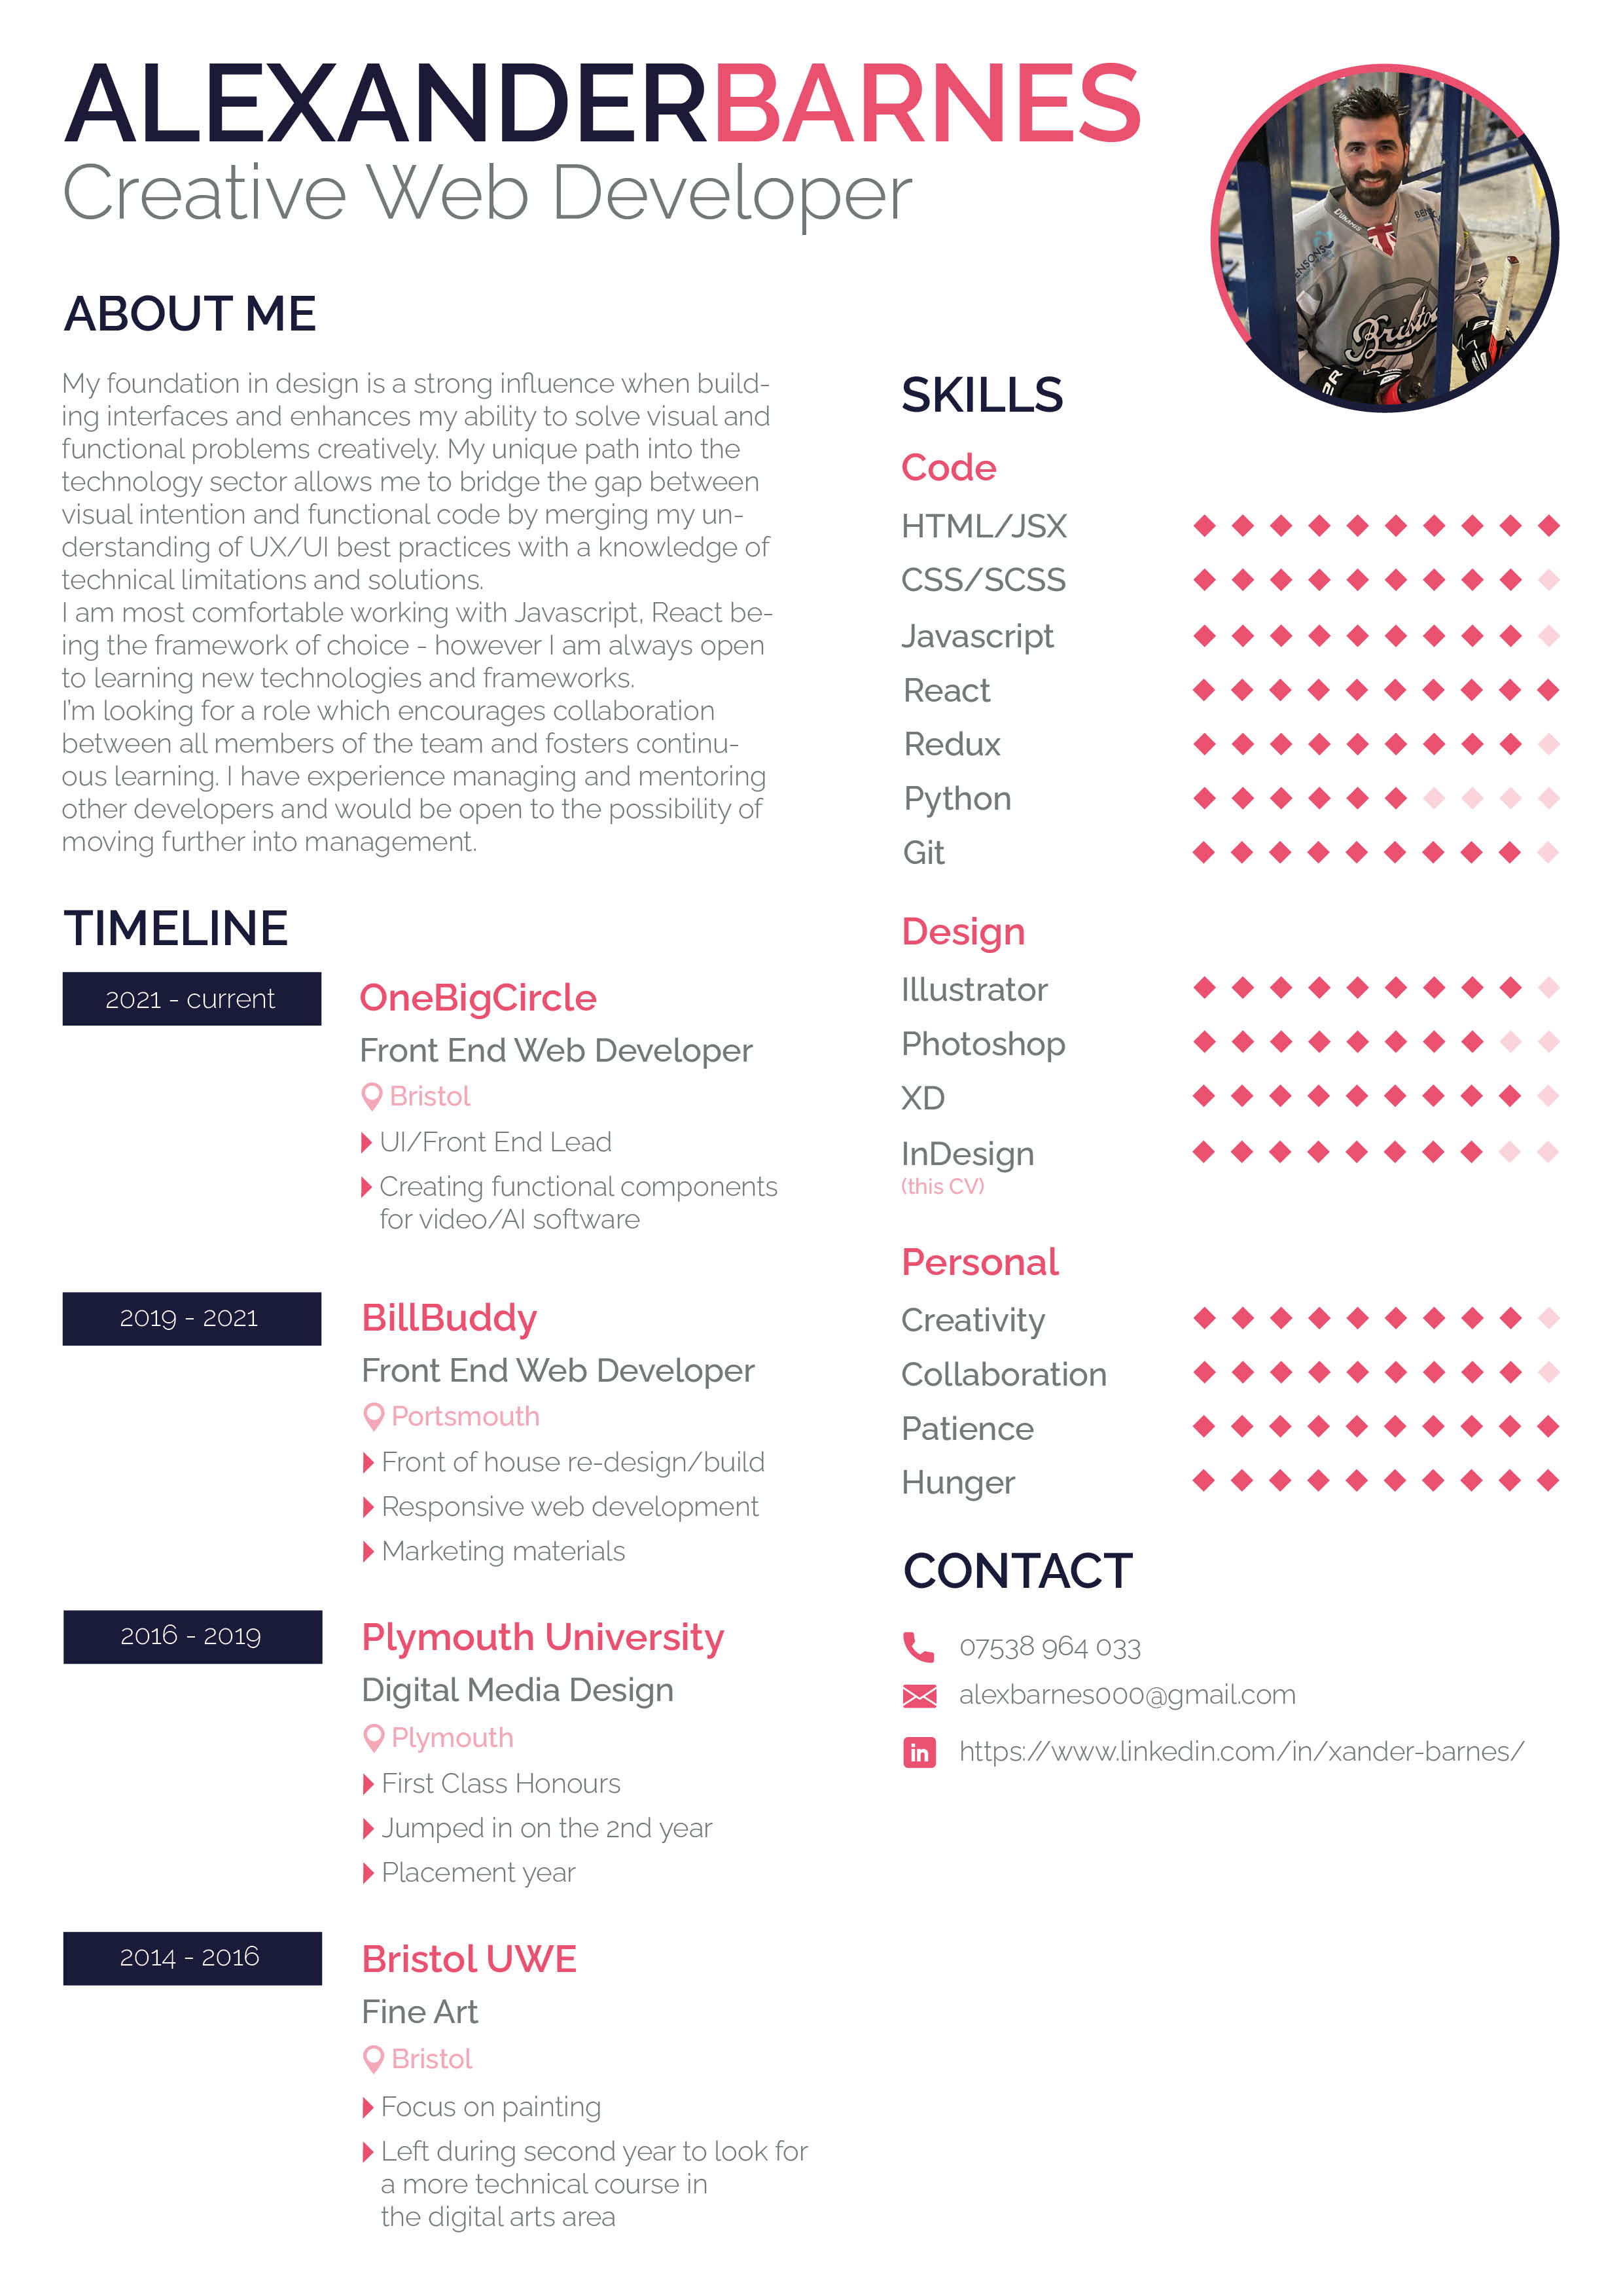 ALEXANDERBARNES
Creative Web Developer
ABOUT ME
My foundation in design is a strong influence when build-
ing interfaces and enhances my ability to solve visual and
functional problems creatively. My unique path into the
technology sector allows me to bridge the gap between
visual intention and functional code by merging my un-
derstanding of UX/UI best practices with a knowledge of
technical limitations and solutions.
I am most comfortable working with Javascript, React be-
ing the framework of choice - however I am always open
to learning new technologies and frameworks.
I'm looking for a role which encourages collaboration
between all members of the team and fosters continu-
ous learning. I have experience managing and mentoring
other developers and would be open to the possibility of
moving further into management.
TIMELINE
2021 - current
OneBigCircle
Front End Web Developer
Bristol
UI/Front End Lead
Creating functional components
for video/AI software
2019 - 2021
BillBuddy
Front End Web Developer
Portsmouth
Front of house re-design/build
Responsive web development
Marketing materials
2016 - 2019
Plymouth University
Digital Media Design
Plymouth
First Class Honours
Jumped in on the 2nd year
Placement year
2014 - 2016
Bristol UWE
Fine Art
Bristol
Focus on painting
Left during second year to look for
a more technical course in
the digital arts area
SKILLS
Code
HTML/JSX
CSS/SCSS
Javascript
React
Redux
Python
Git
Design
Illustrator
Photoshop
XD
InDesign
(this CV)
Personal
Creativity
Collaboration
Patience
Hunger
CONTACT
07538 964 033
alexbarnes000@gmail.com
in
https://www.linkedin.com/in/xander-barnes/